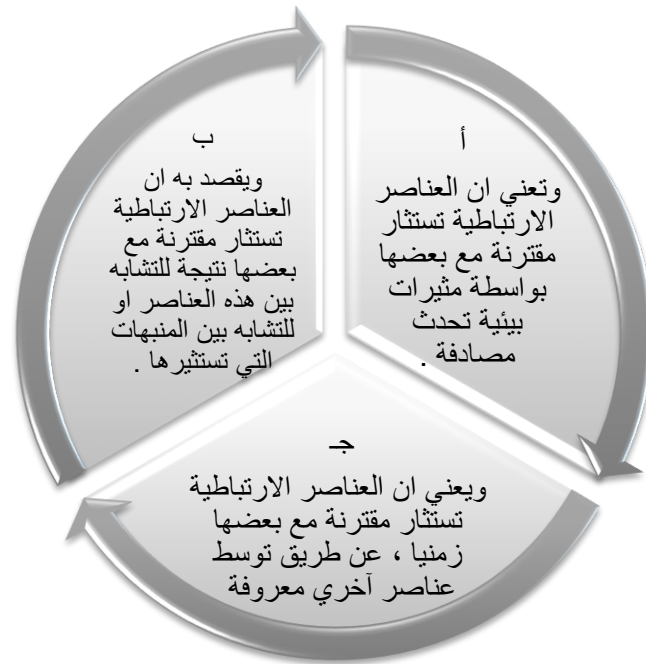 أ
وتعني ان العناصر
الارتباطية تستثار
مقترنة مع بعضها
بواسطة مثيرات
بيئية تحدث
مصادفة .
ب
ويقصد به ان
العناصر الارتباطية
تستثار مقترنة مع
بعضها نتيجة للتشابه
بين هذه العناصر او
للتشابه بين المنبهات
التي تستثيرها .
جـ
ويعني ان العناصر الارتباطية
تستثار مقترنة مع بعضها
زمنيا ، عن طريق توسط
عناصر آخري معروفة